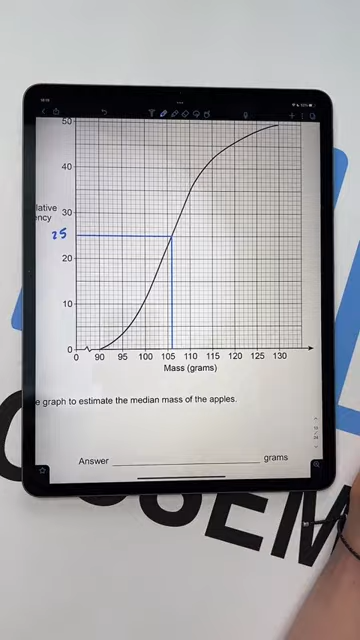 50
40
lative
ency
30
25
20
10
0
0 90 95 100 105 110 115 120 125 130
Mass (grams)
e graph to estimate the median mass of the apples.
Answer grams